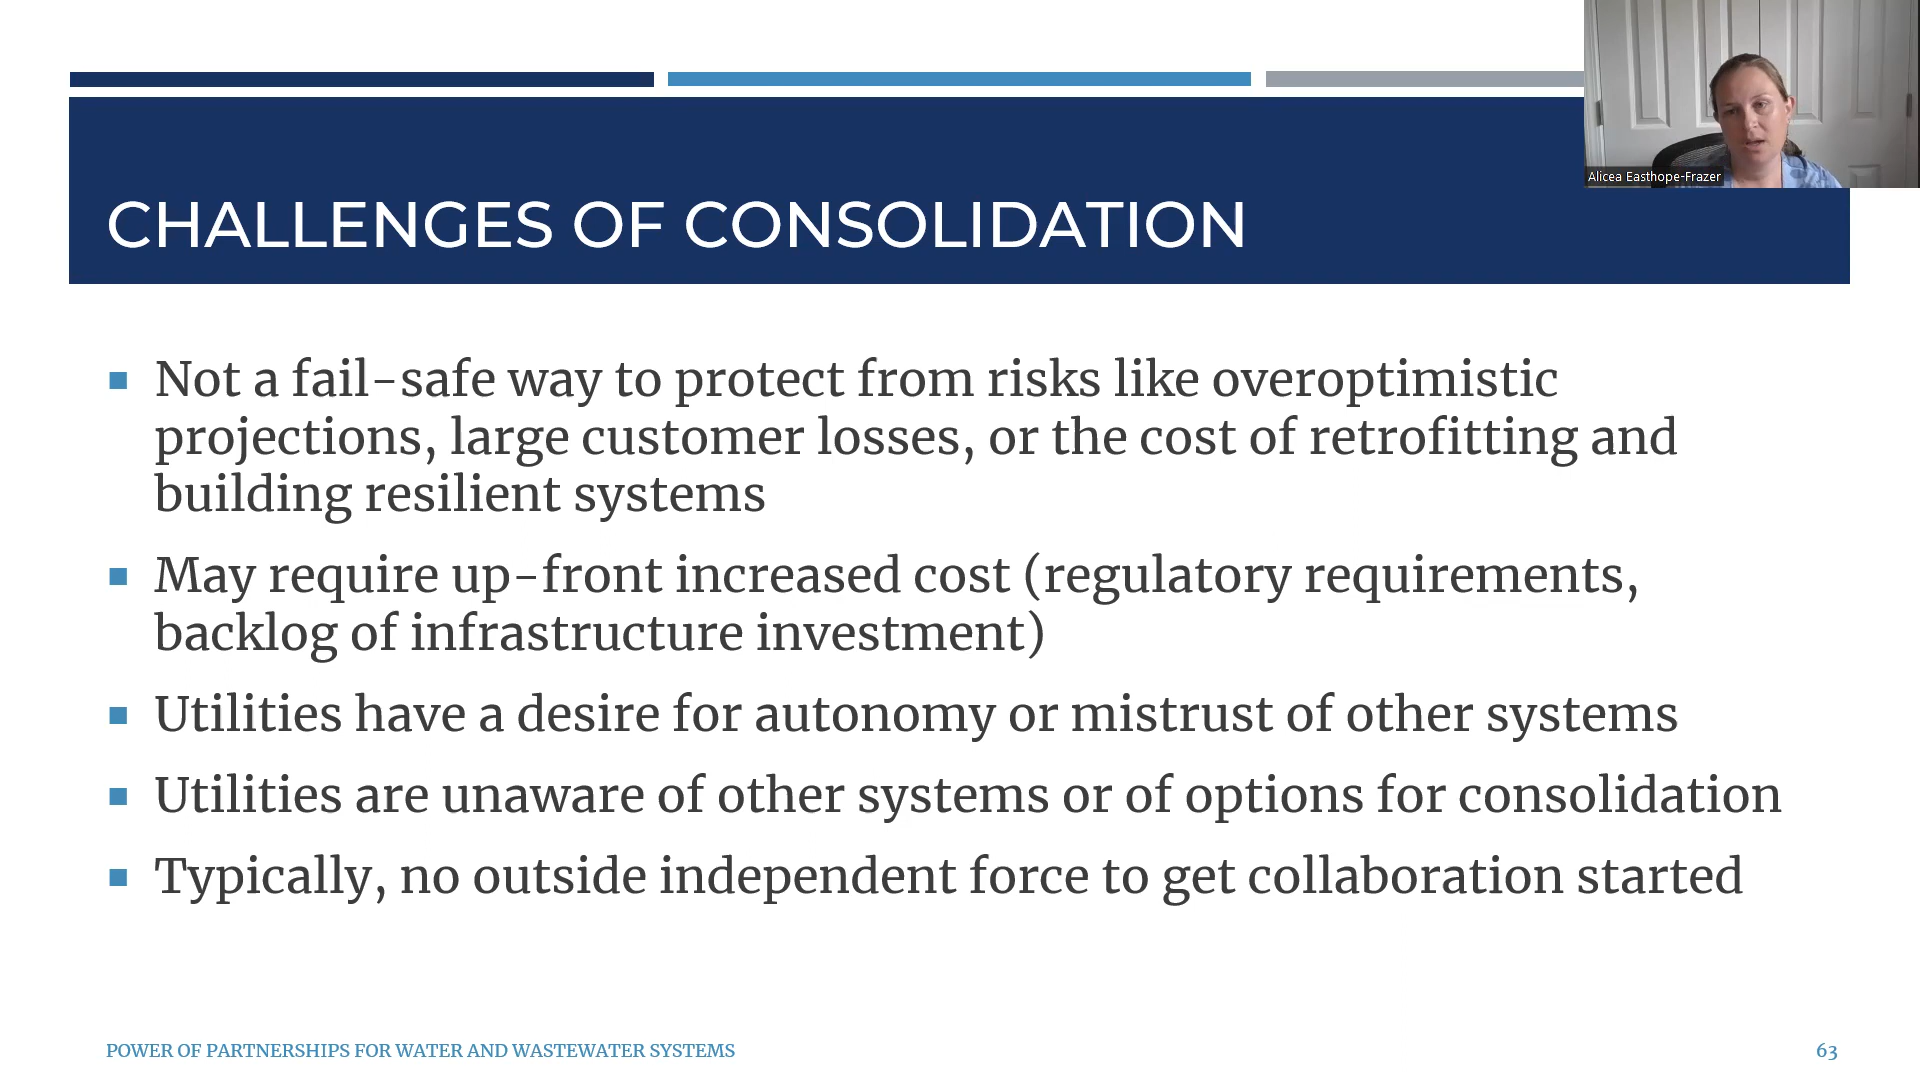 Alicea Easthope-Frazer
CHALLENGES OF CONSOLIDATION
Not a fail-safe way to protect from risks like overoptimistic
projections, large customer losses, or the cost of retrofitting and
building resilient systems
May require up-front increased cost (regulatory requirements,
backlog of infrastructure investment)
Utilities have a desire for autonomy or mistrust of other systems
Utilities are unaware of other systems or of options for consolidation
Typically, no outside independent force to get collaboration started
POWER OF PARTNERSHIPS FOR WATER AND WASTEWATER SYSTEMS
63